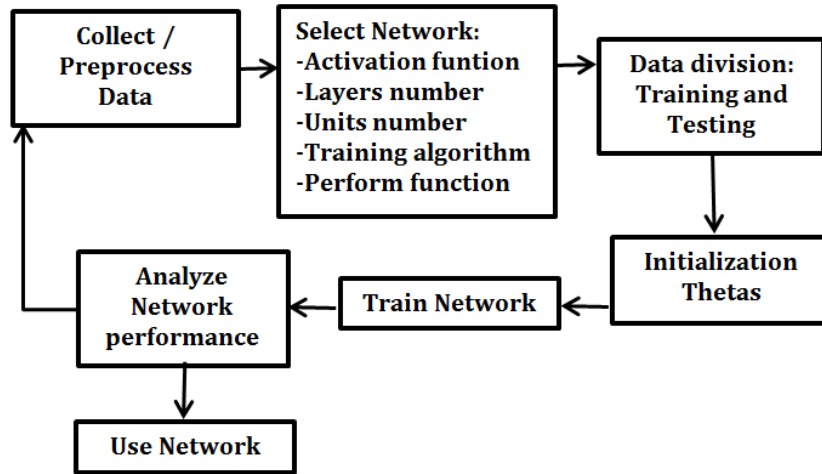 Collect /
Preprocess
Data
Select Network:
-Activation funtion
-Layers number
-Units number
-Training algorithm
-Perform function
Data division:
Training and
Testing
Initialization
Thetas
Train Network
Analyze
Network
performance
Use Network